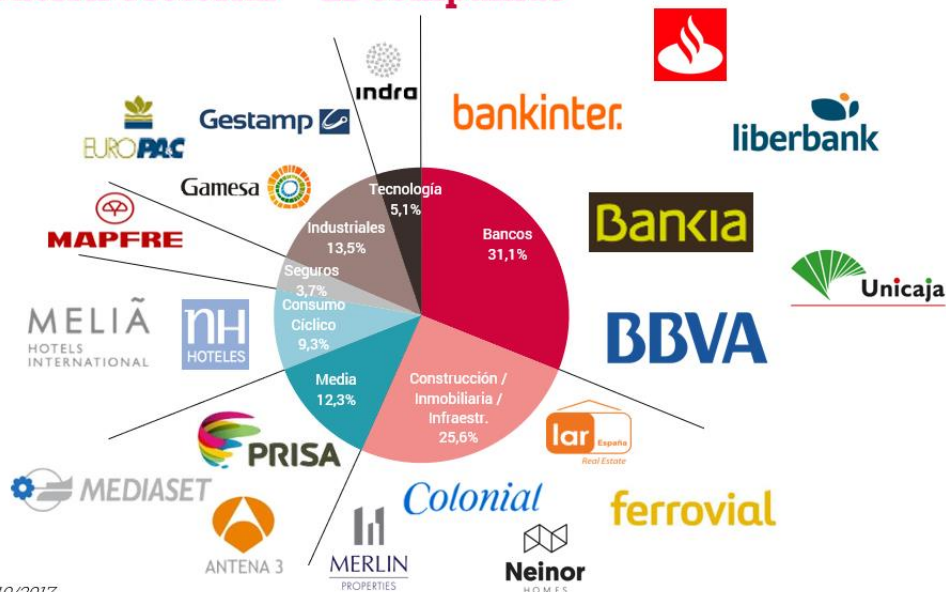 indra
bankinter.
Gestamp
liberbank
EUROPAC
Gamesa
Tecnología
5,1%
MAPFRE
Industriales
13,5%
Bancos
31,1%
Bankia
Seguros
3,7%
Unicaja
MELIÃ
HOTELS
INTERNATIONAL
nH
HOTELES
Consumo
Cíclico
9,3%
BBVA
Media
12,3%
Construcción /
Inmobiliaria /
Infraestr.
25,6%
lar España
Real Estate
PRISA
MEDIASET
Colonial
ferrovial
ANTENA 3
MERLIN
PROPERTIES
Neinor
HOMES